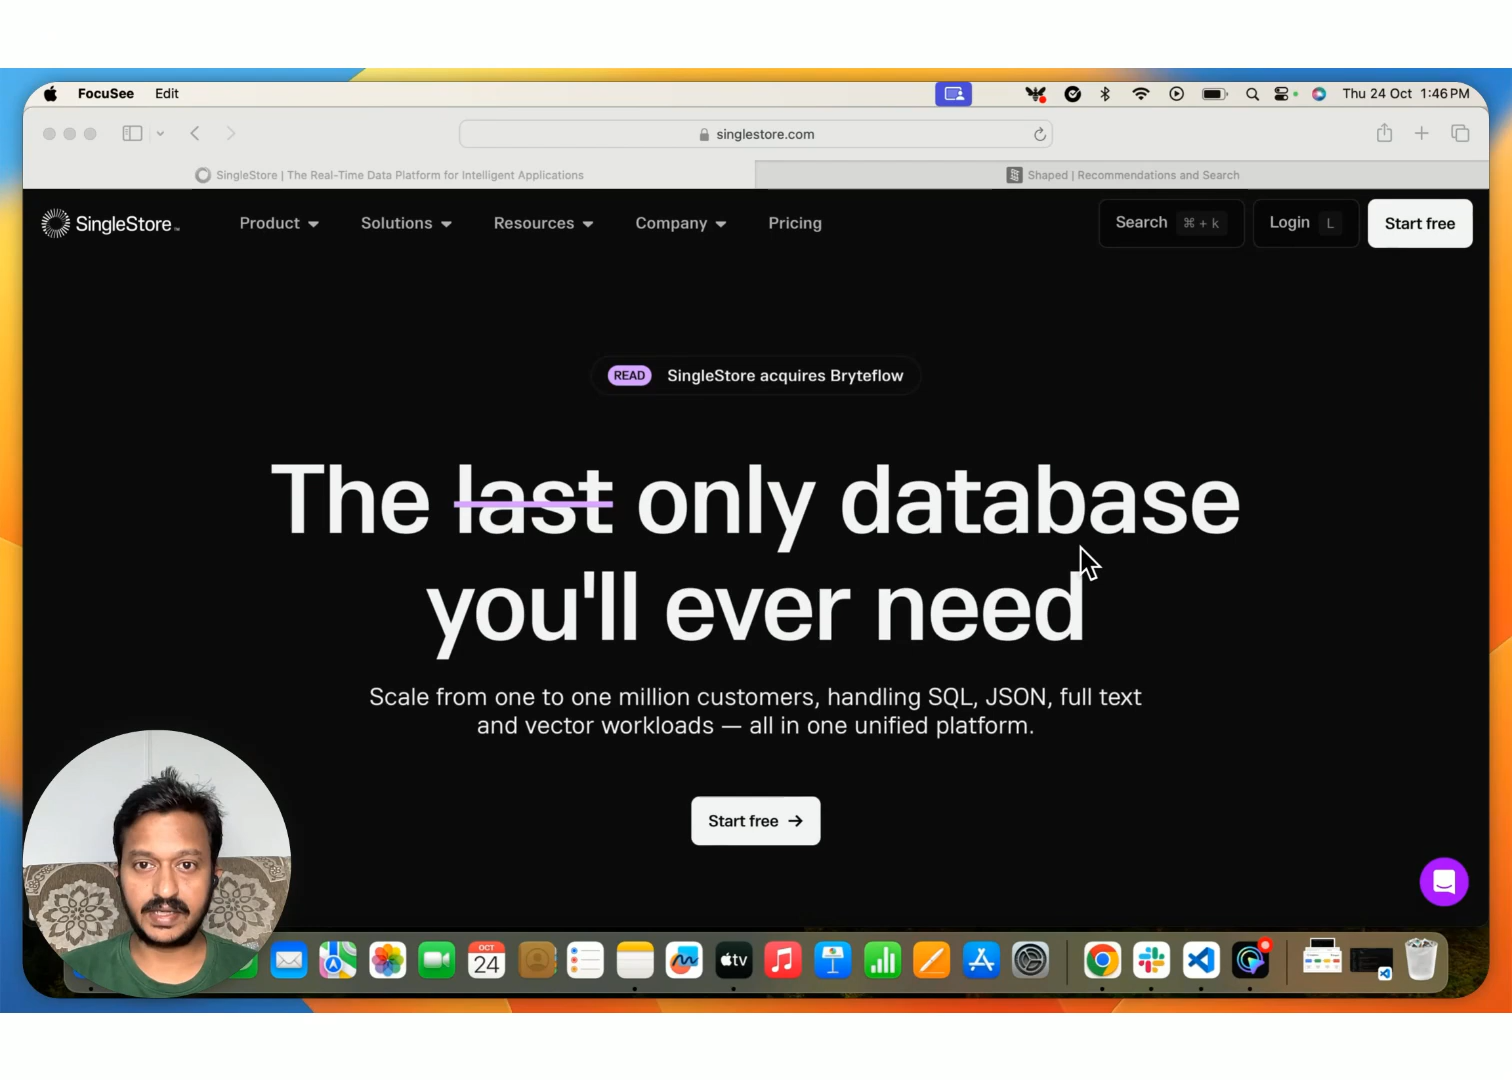 FocuSee Edit Thu 24 Oct 1:46 PM
singlestore.com
SingleStore | The Real-Time Data Platform for Intelligent Applications
Shaped | Recommendations and Search
SingleStore Product Solutions Resources Company Pricing Search ⌘ + k Login L Start free
READ SingleStore acquires Bryteflow
The last only database
you'll ever need
Scale from one to one million customers, handling SQL, JSON, full text
and vector workloads — all in one unified platform.
Start free →
OCT
24
tv